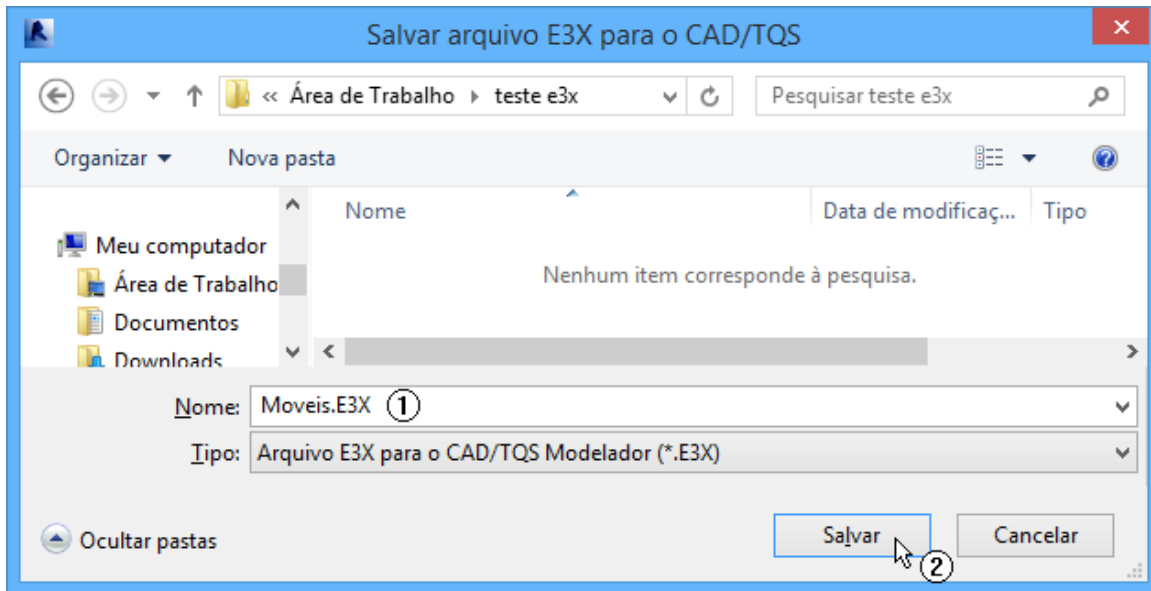 Salvar arquivo E3X para o CAD/TQS
« Área de Trabalho teste e3x Pesquisar teste e3x
Organizar Nova pasta
Nome Data de modificaç... Tipo
Meu computador
Área de Trabalho
Nenhum item corresponde à pesquisa.
Documentos
Downloads
Nome: Moveis.E3X 1
Tipo: Arquivo E3X para o CAD/TQS Modelador (*.E3X)
Ocultar pastas Salvar Cancelar
2